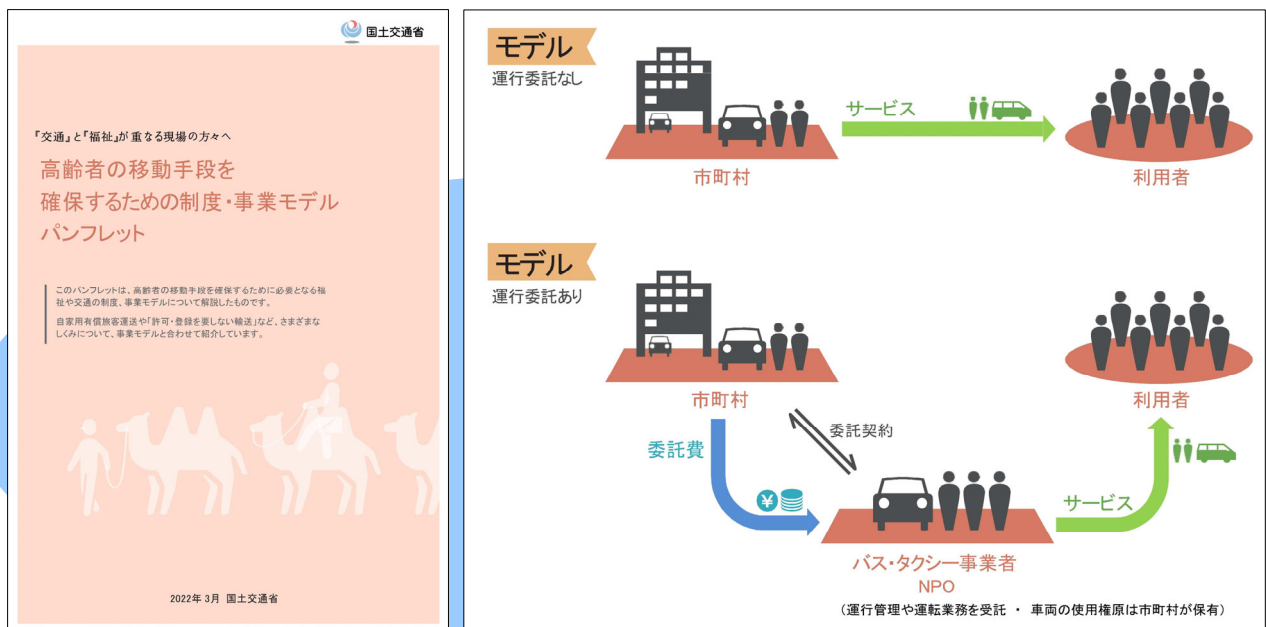 国土交通省
『交通』と『福祉』が重なる現場の方々へ
高齢者の移動手段を
確保するための制度・事業モデル
パンフレット
このパンフレットは、高齢者の移動手段を確保するために必要となる福
祉や交通の制度、事業モデルについて解説したものです。
自家用有償旅客運送や「許可・登録を要しない輸送」など、さまざまな
しくみについて、事業モデルと合わせて紹介しています。
2022年3月 国土交通省
モデル
運行委託なし
サービス
市町村
利用者
モデル
運行委託あり
市町村
利用者
委託費
委託契約
¥
サービス
バス・タクシー事業者
NPO
(運行管理や運転業務を受託 ・ 車両の使用権原は市町村が保有)